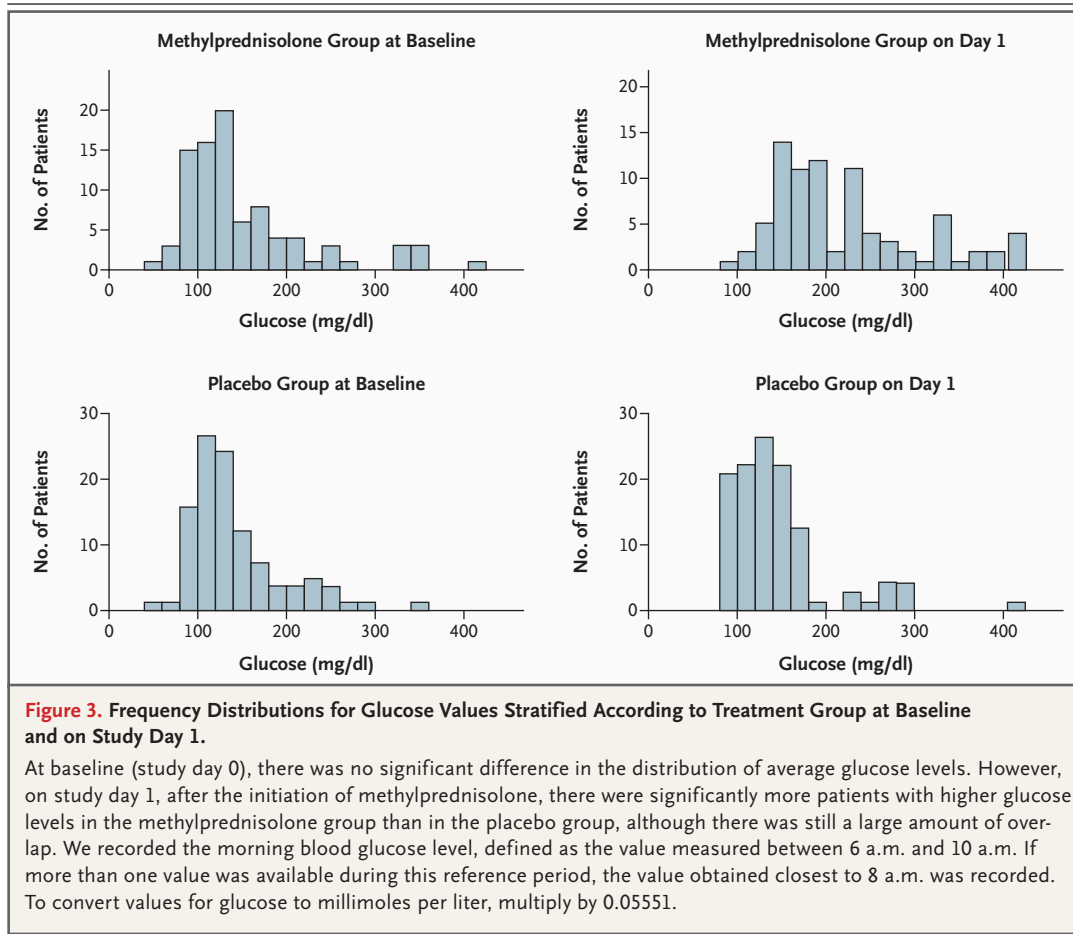 Methylprednisolone Group at Baseline
No. of Patients
20
15
10
5
0
0 100 200 300 400
Glucose (mg/dl)
Methylprednisolone Group on Day 1
No. of Patients
20
15
10
5
0
0 100 200 300 400
Glucose (mg/dl)
Placebo Group at Baseline
No. of Patients
30
20
10
0
0 100 200 300 400
Glucose (mg/dl)
Placebo Group on Day 1
No. of Patients
30
20
10
0
0 100 200 300 400
Glucose (mg/dl)
Figure 3. Frequency Distributions for Glucose Values Stratified According to Treatment Group at Baseline
and on Study Day 1.
At baseline (study day 0), there was no significant difference in the distribution of average glucose levels. However,
on study day 1, after the initiation of methylprednisolone, there were significantly more patients with higher glucose
levels in the methylprednisolone group than in the placebo group, although there was still a large amount of over-
lap. We recorded the morning blood glucose level, defined as the value measured between 6 a.m. and 10 a.m. If
more than one value was available during this reference period, the value obtained closest to 8 a.m. was recorded.
To convert values for glucose to millimoles per liter, multiply by 0.05551.